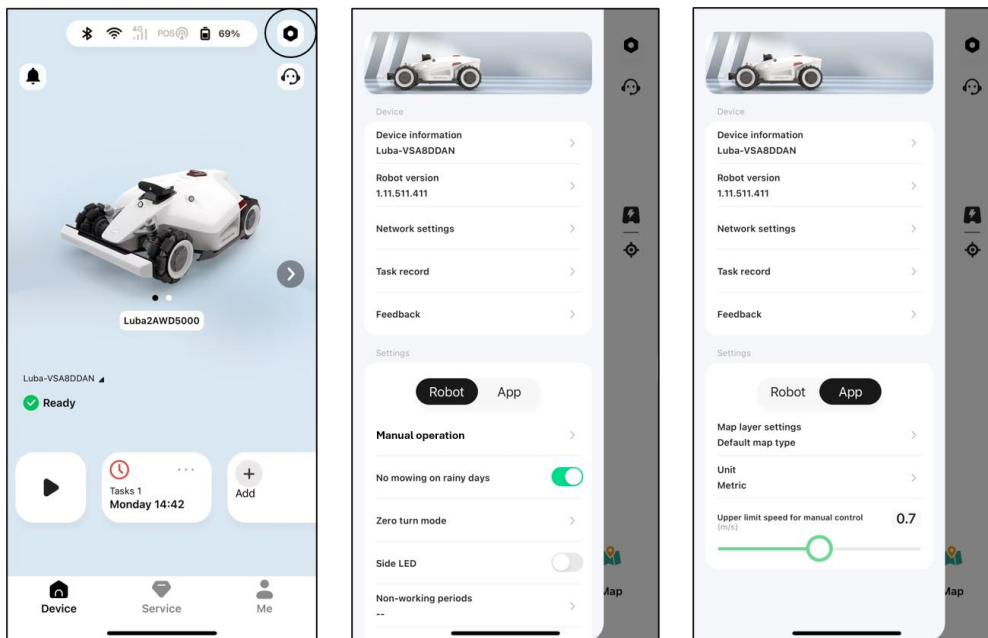 4G POS 69%
Luba2AWD5000
Luba-VSA8DDAN
Ready
Tasks 1
Monday 14:42
Add
Device Service Me
Device
Device information
Luba-VSA8DDAN
Robot version
1.11.511.411
Network settings
Task record
Feedback
Settings
Robot App
Manual operation
No mowing on rainy days
Zero turn mode
Side LED
Non-working periods
--
Map
Device
Device information
Luba-VSA8DDAN
Robot version
1.11.511.411
Network settings
Task record
Feedback
Settings
Robot App
Map layer settings
Default map type
Unit
Metric
Upper limit speed for manual control 0.7
(m/s)
Map